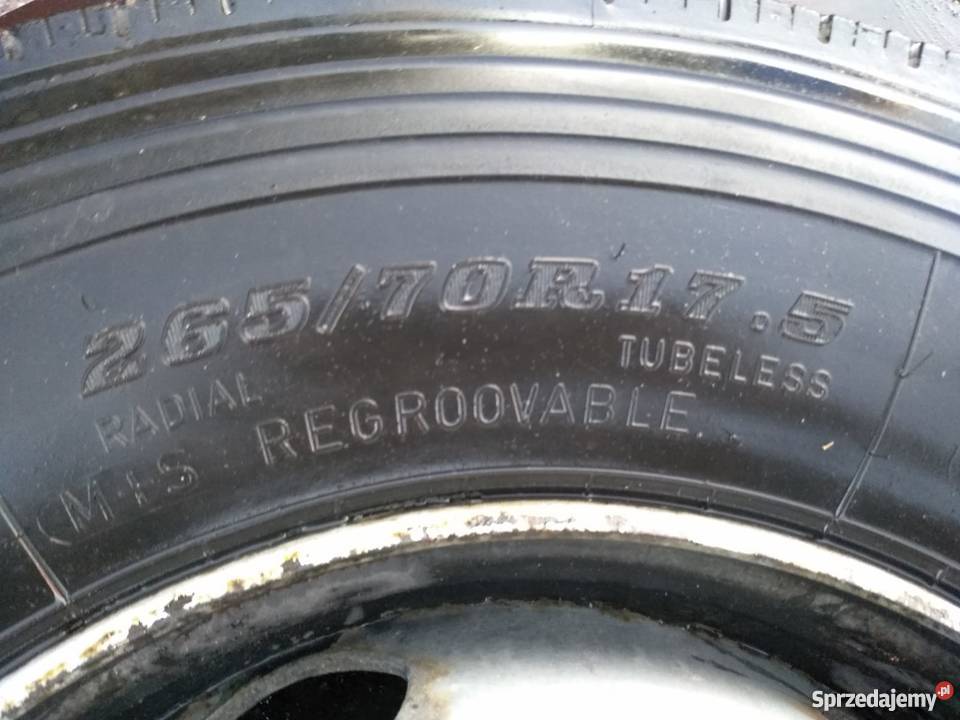 265/70R17.5
RADIAL TUBELESS
M+S REGROOVABLE
Sprzedajemy.pl